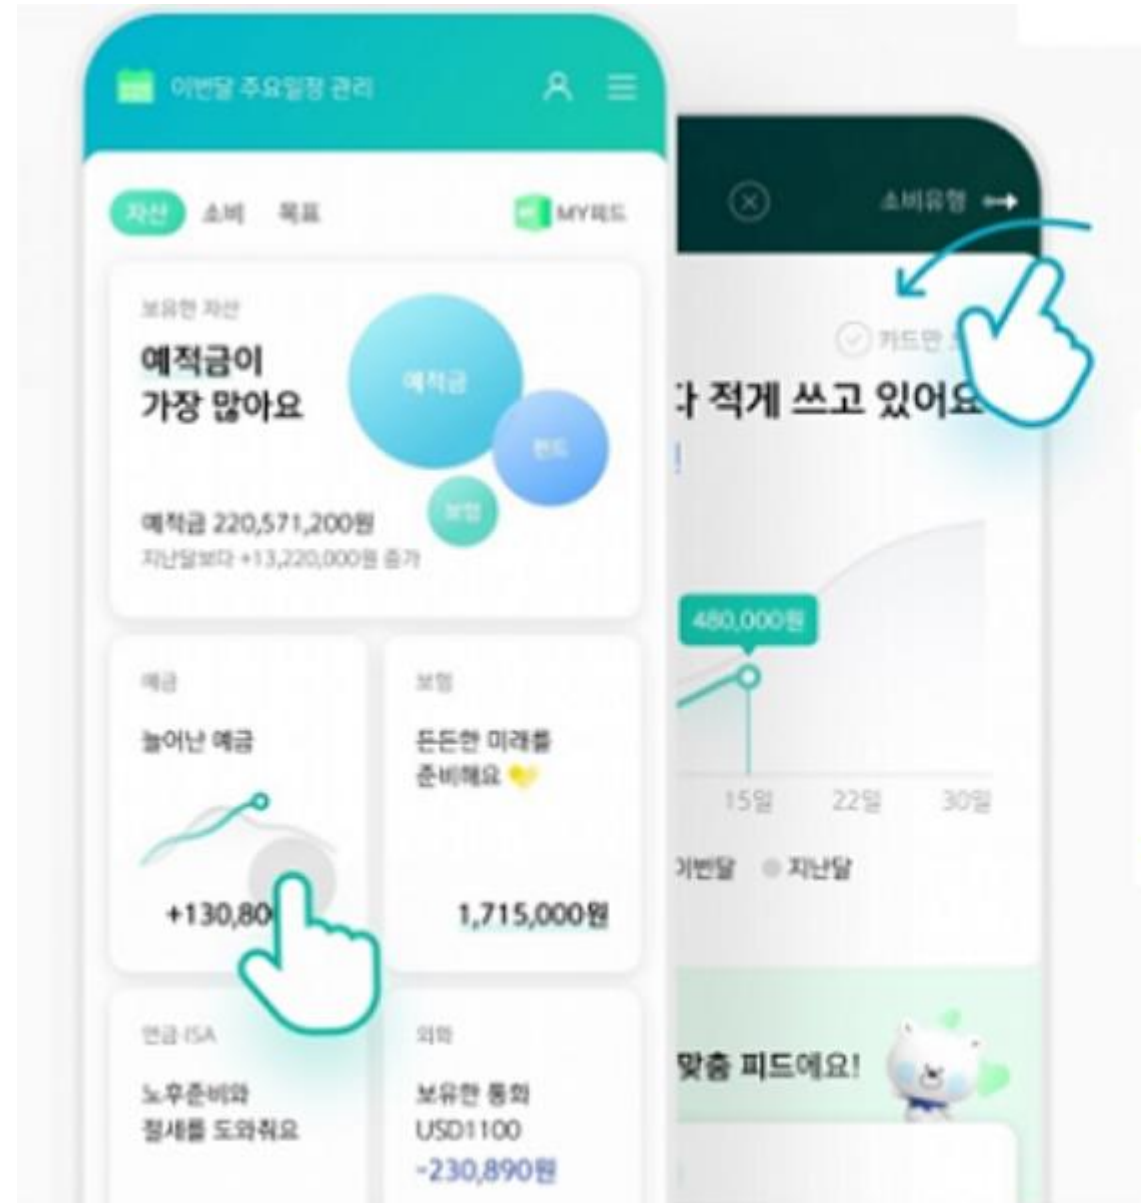 이번달 주요일정 관리
자산 소비 목표 MY피드
보유한 자산
예적금이
가장 많아요
예적금
펀드
보험
예적금 220,571,200원
지난달보다 +13,220,000원 증가
예금
늘어난 예금
+130,80
보험
든든한 미래를
준비해요
1,715,000원
연금·ISA
노후준비와
절세를 도와줘요
외화
보유한 통화
USD1100
-230,890원
소비유형
카드만
다 적게 쓰고 있어요
480,000원
15일 22일 30일
이번달 지난달
맞춤 피드에요!